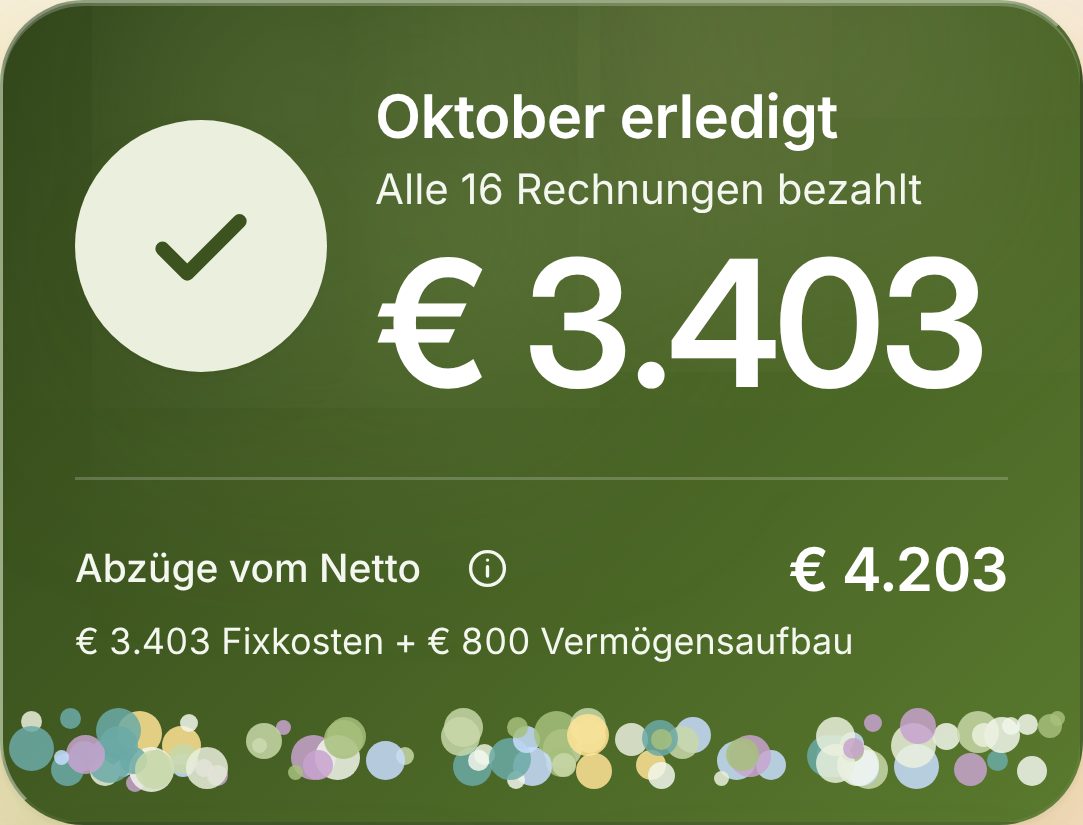 Oktober erledigt
Alle 16 Rechnungen bezahlt
€ 3.403
Abzüge vom Netto
€ 4.203
€ 3.403 Fixkosten + € 800 Vermögensaufbau